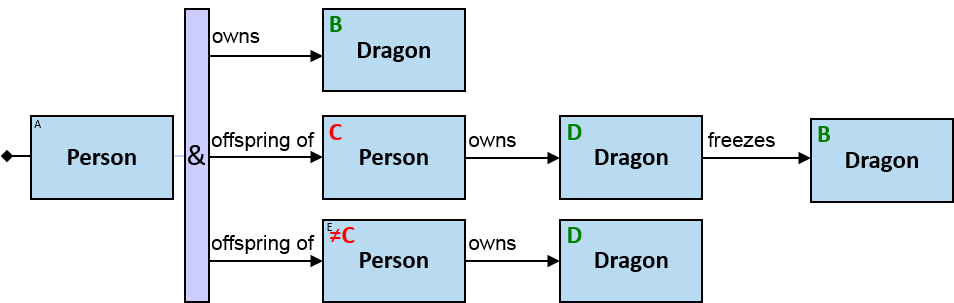 owns
B
Dragon
A
Person
&
offspring of
C
Person
owns
D
Dragon
freezes
B
Dragon
offspring of
E
≠C
Person
owns
D
Dragon